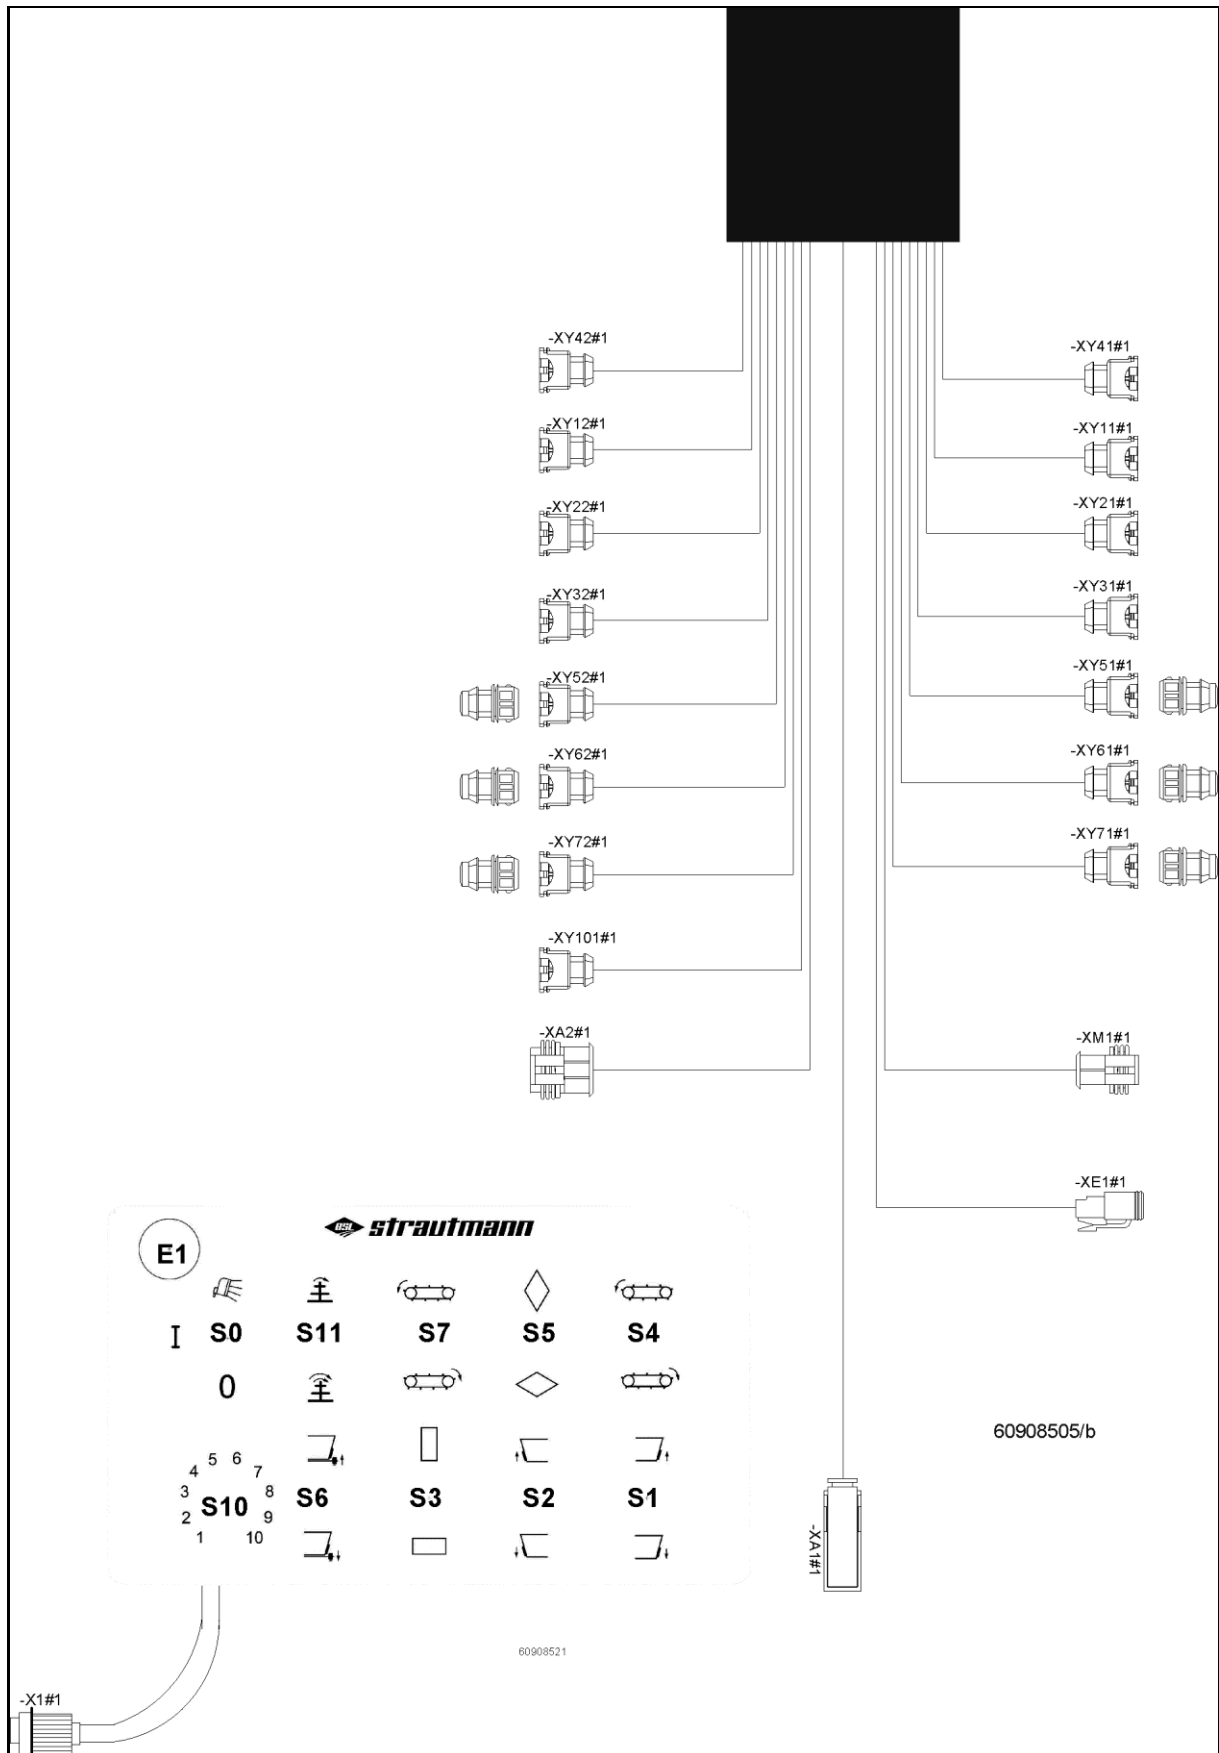 -XY42#1
-XY41#1
-XY12#1
-XY11#1
-XY22#1
-XY21#1
-XY32#1
-XY31#1
-XY52#1
-XY51#1
-XY62#1
-XY61#1
-XY72#1
-XY71#1
-XY101#1
-XA2#1
-XM1#1
-XE1#1
BSL strautmann
E1
I S0 S11 S7 S5 S4
0
60908505/b
1 2 3 4 5 6 7 8 9 10
S10 S6 S3 S2 S1
-XA1#1
60908521
-X1#1